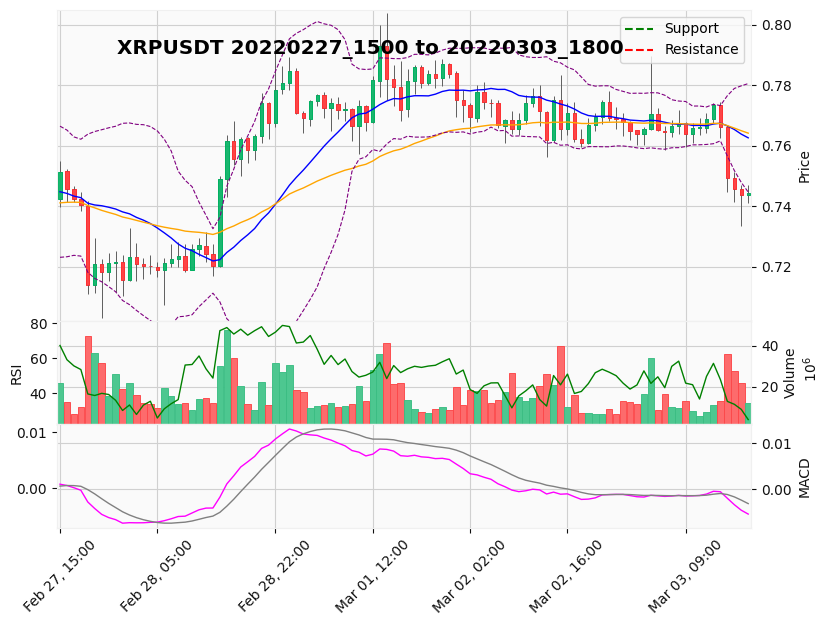 XRPUSDT 20220227_1500 to 20220303_1800
Support
Resistance
0.80
0.78
0.76
0.74
0.72
Price
80
60
40
RSI
40
20
Volume
10^6
0.01
0.00
0.01
0.00
MACD
Feb 27, 15:00
Feb 28, 05:00
Feb 28, 22:00
Mar 01, 12:00
Mar 02, 02:00
Mar 02, 16:00
Mar 03, 09:00